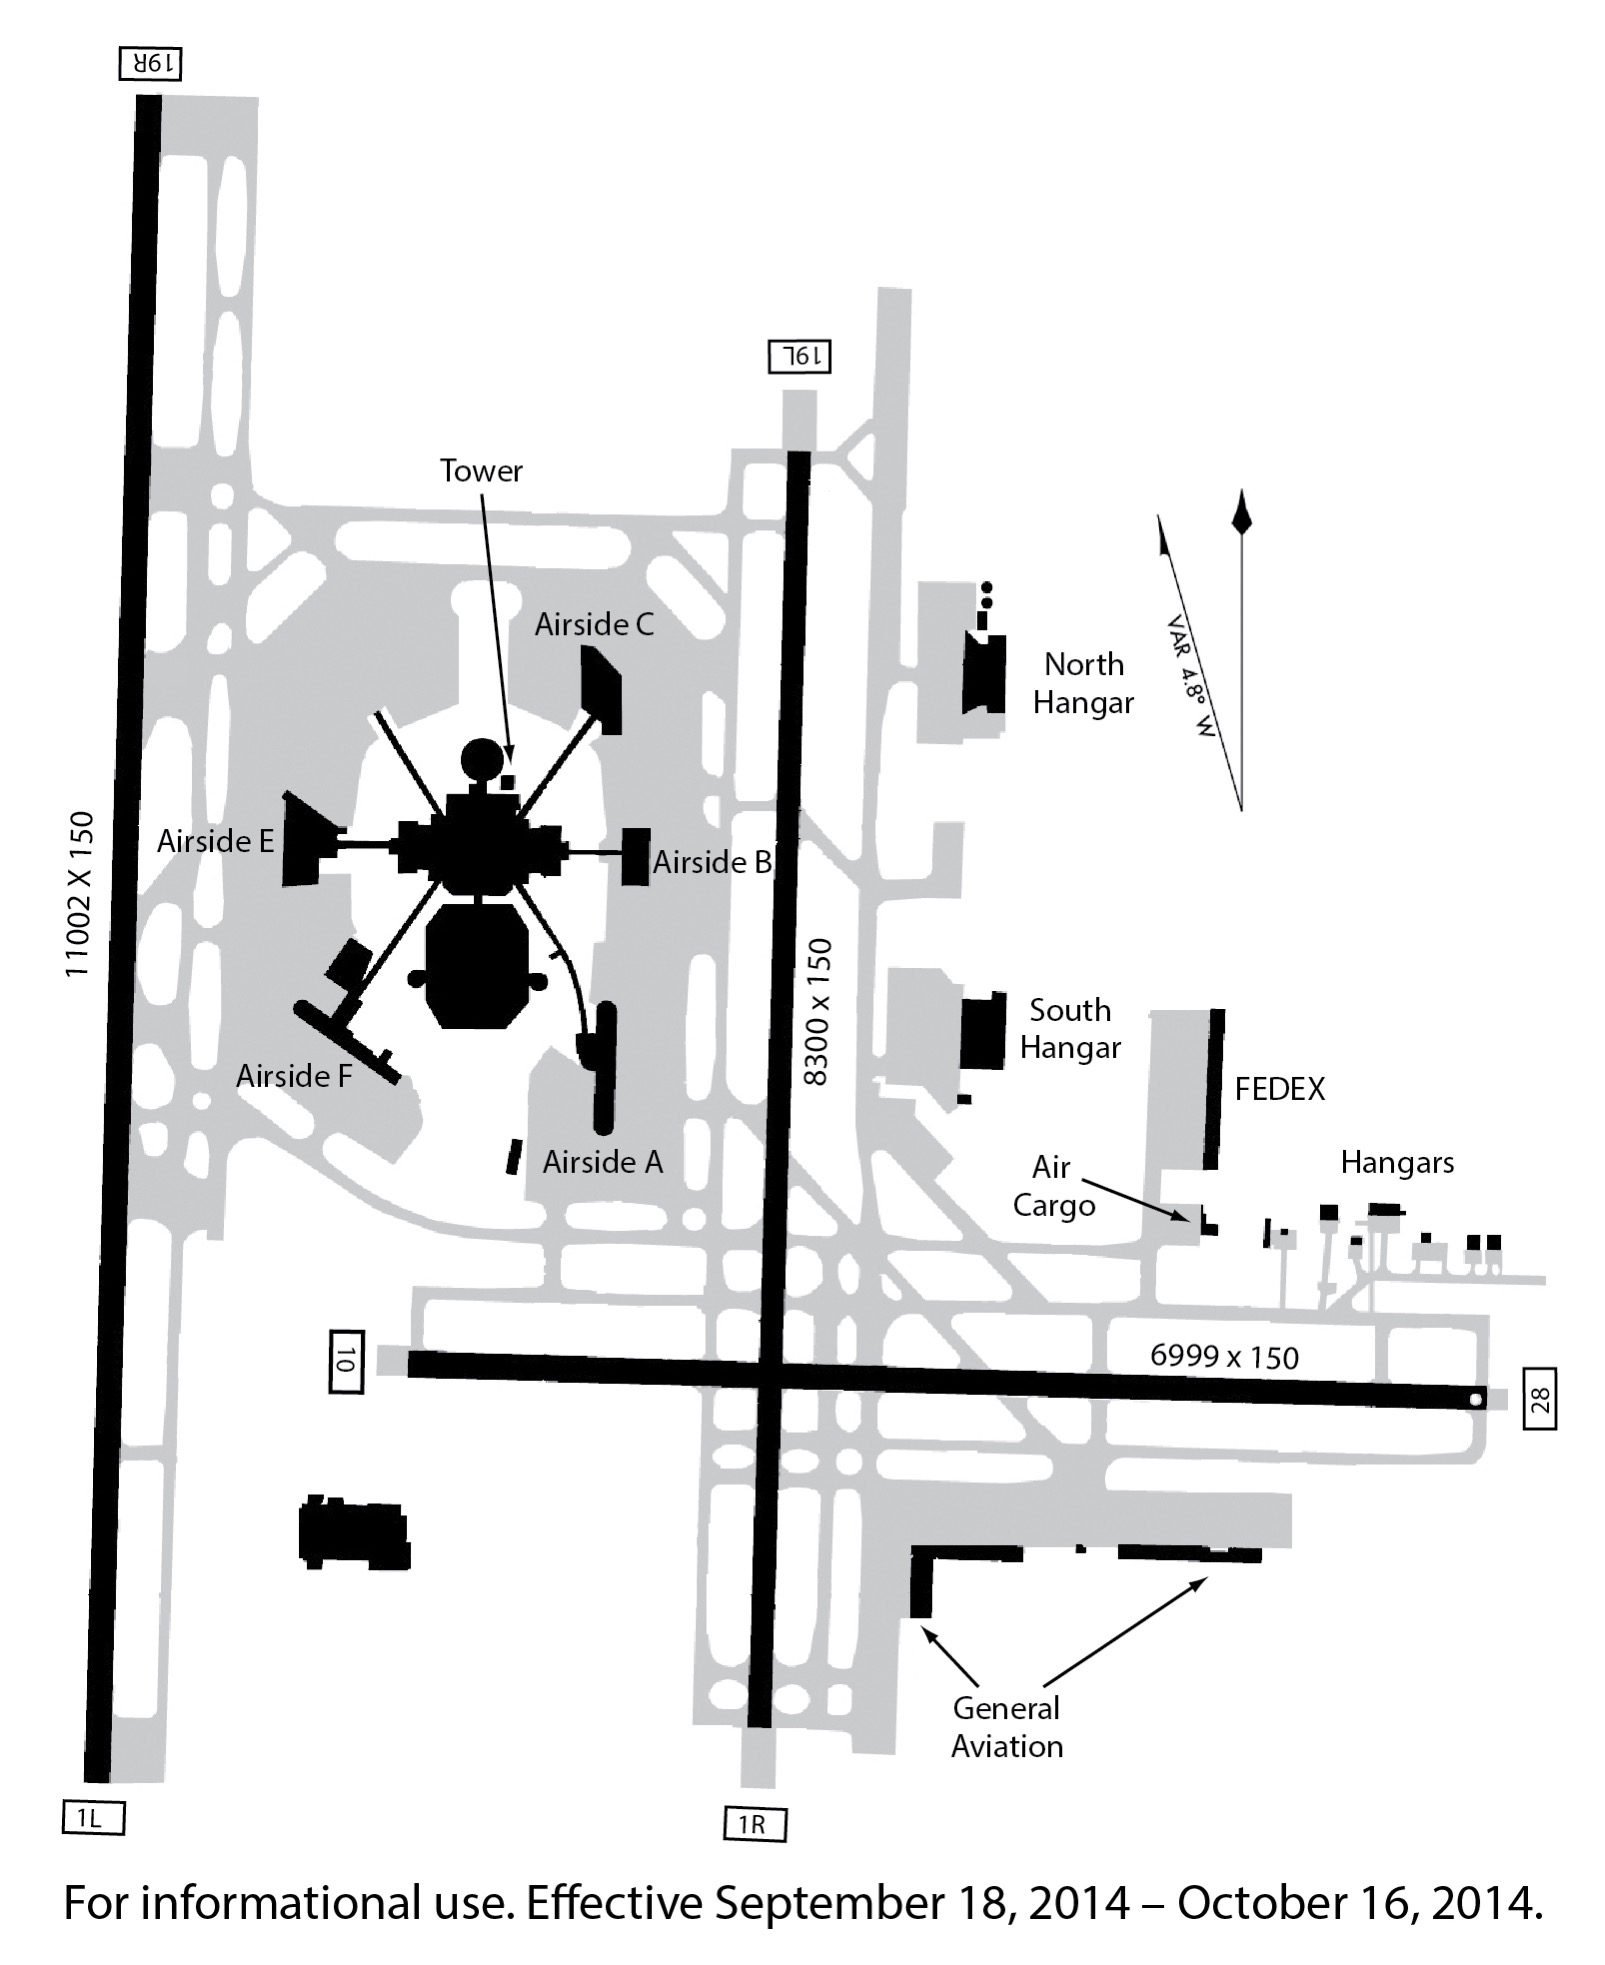 19R
19L
Tower
Airside C
North
Hangar
VAR 4.8° W
11002 X 150
Airside E
Airside B
8300 x 150
South
Hangar
Airside F
FEDEX
Airside A
Air
Cargo
Hangars
10
6999 x 150
28
General
Aviation
1L
1R
For informational use. Effective September 18, 2014 – October 16, 2014.